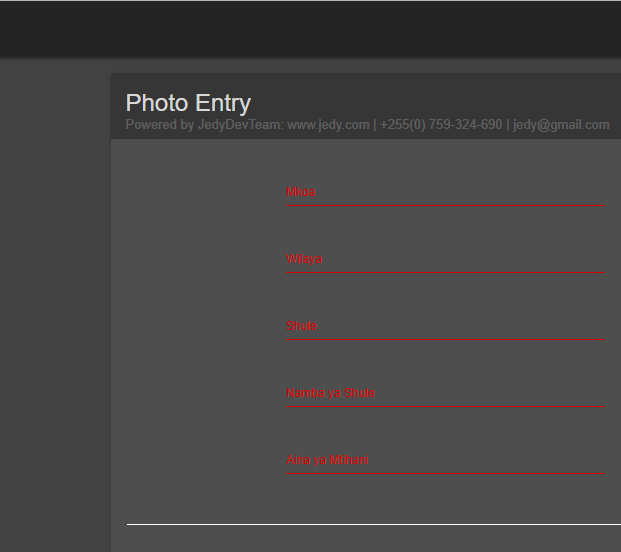 Photo Entry
Powered by JedyDevTeam: www.jedy.com | +255(0) 759-324-690 | jedy@gmail.com
Mkoa
Wilaya
Shule
Namba ya Shule
Aina ya Mtihani